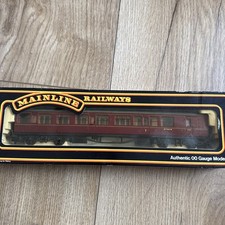 MAINLINE RAILWAYS
Authentic OO Gauge Model